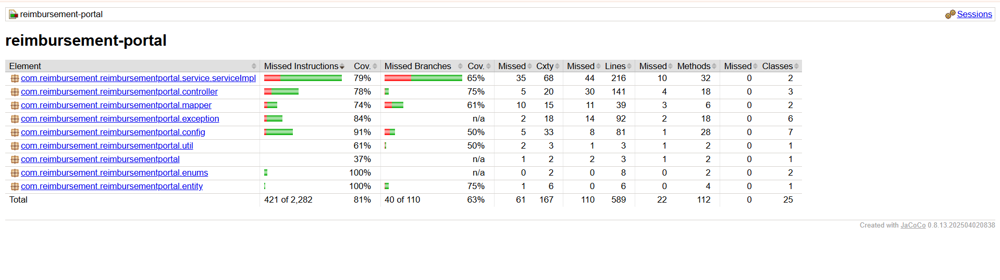 reimbursement-portal Sessions
reimbursement-portal
Element Missed Instructions Cov. Missed Branches Cov. Missed Cxty Missed Lines Missed Methods Missed Classes
com.reimbursement.reimbursementportal.service.serviceImpl 79% 65% 35 68 44 216 10 32 0 2
com.reimbursement.reimbursementportal.controller 78% 75% 5 20 30 141 4 18 0 3
com.reimbursement.reimbursementportal.mapper 74% 61% 10 15 11 39 3 6 0 2
com.reimbursement.reimbursementportal.exception 84% n/a 2 18 14 92 2 18 0 6
com.reimbursement.reimbursementportal.config 91% 50% 5 33 8 81 1 28 0 7
com.reimbursement.reimbursementportal.util 61% 50% 2 3 1 3 1 2 0 1
com.reimbursement.reimbursementportal 37% n/a 1 2 2 3 1 2 0 1
com.reimbursement.reimbursementportal.enums 100% n/a 0 2 0 8 0 2 0 2
com.reimbursement.reimbursementportal.entity 100% 75% 1 6 0 6 0 4 0 1
Total 421 of 2,282 81% 40 of 110 63% 61 167 110 589 22 112 0 25
Created with JaCoCo 0.8.13.202504020838